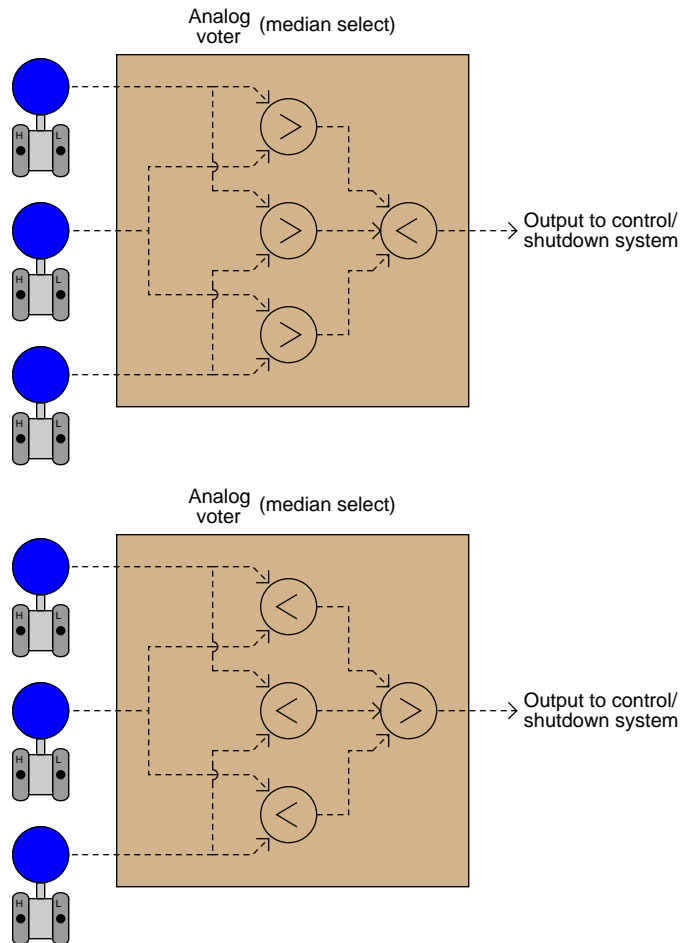 Analog
voter (median select)
H L
>
H L
>
<
Output to control/
shutdown system
>
H L
Analog
voter (median select)
H L
<
H L
<
>
Output to control/
shutdown system
<
H L